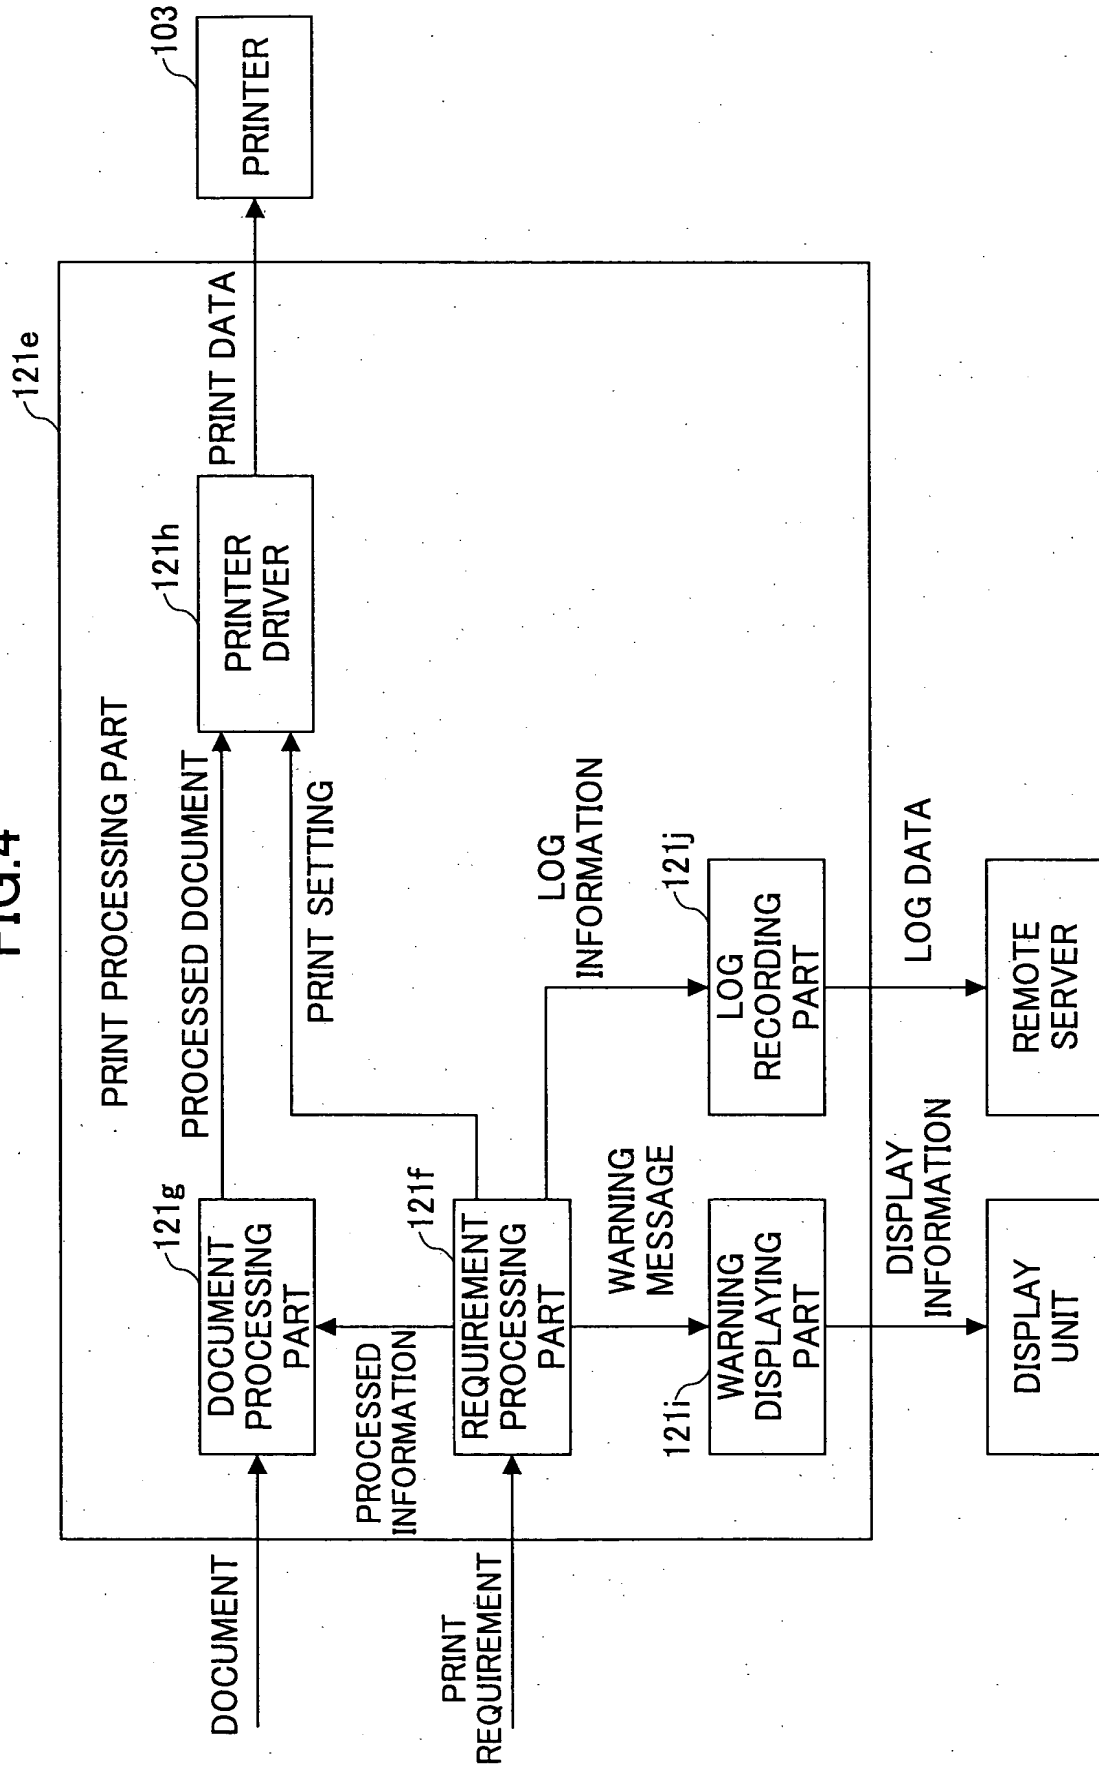 FIG.4
121e
PRINT PROCESSING PART
DOCUMENT
121g
DOCUMENT
PROCESSING
PART
PROCESSED DOCUMENT
121h
PRINTER
DRIVER
PRINT DATA
103
PRINTER
PROCESSED
INFORMATION
PRINT SETTING
PRINT
REQUIREMENT
121f
REQUIREMENT
PROCESSING
PART
WARNING
MESSAGE
LOG
INFORMATION
121i
WARNING
DISPLAYING
PART
121j
LOG
RECORDING
PART
DISPLAY
INFORMATION
LOG DATA
DISPLAY
UNIT
REMOTE
SERVER